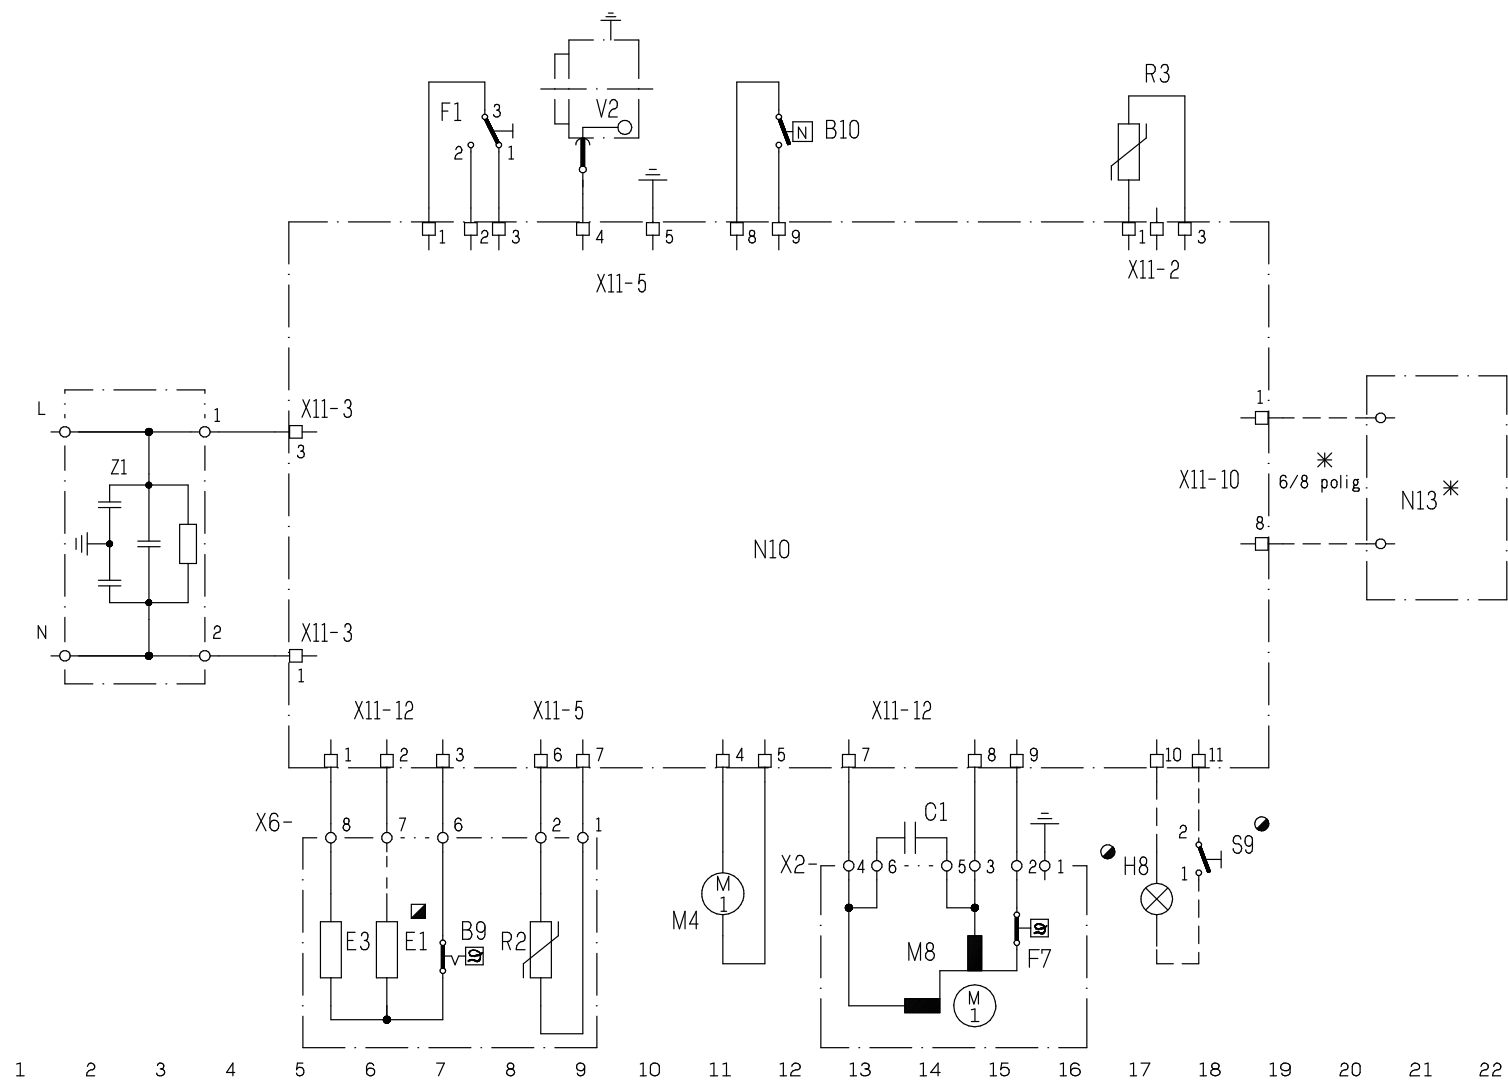 R3
F1 3
V2
B10
N
2 1
1 2 3 4 5 8 9 1 3
X11-5 X11-2
L 1 X11-3 1
3
Z1 X11-10 6/8 polig N13
8
N10
N 2 X11-3
1
X11-12 X11-5 X11-12
1 2 3 6 7 4 5 7 8 9 10 11
X6- 8 7 6 2 1 C1
2 S9
X2- 4 6 5 3 2 1 H8 1
M
1
M4
E3 E1 B9 R2 M8 F7
M
1
1 2 3 4 5 6 7 8 9 10 11 12 13 14 15 16 17 18 19 20 21 22